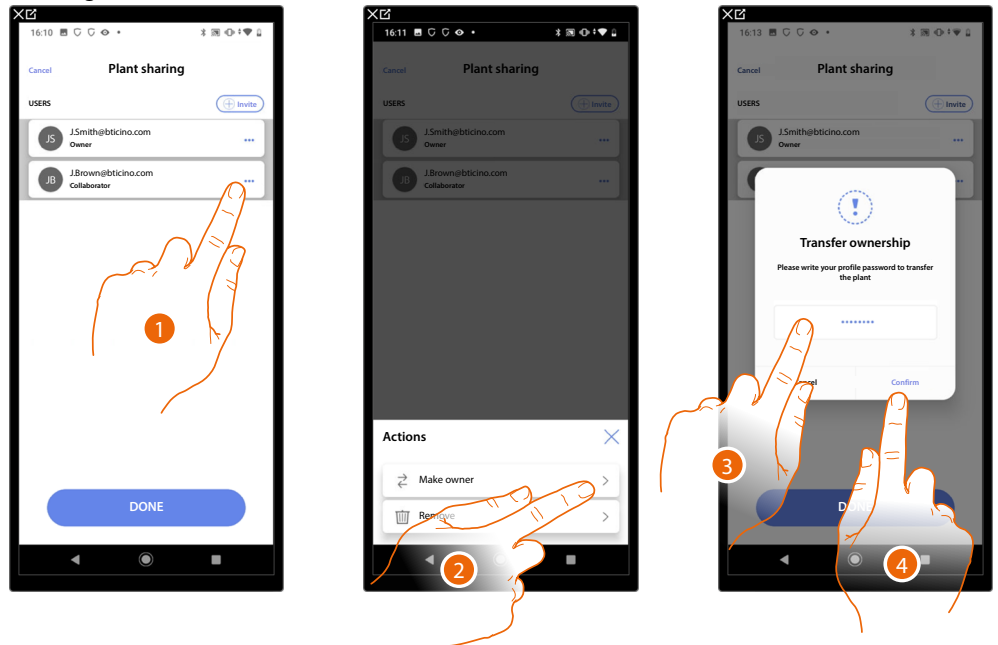 16:10
Cancel
Plant sharing
USERS
Invite
JS
J.Smith@bticino.com
Owner
JB
J.Brown@bticino.com
Collaborator
1
DONE
16:11
Cancel
Plant sharing
USERS
Invite
JS
J.Smith@bticino.com
Owner
JB
J.Brown@bticino.com
Collaborator
Actions
Make owner
Remove
2
16:13
Cancel
Plant sharing
USERS
Invite
JS
J.Smith@bticino.com
Owner
Transfer ownership
Please write your profile password to transfer
the plant
Confirm
3
4